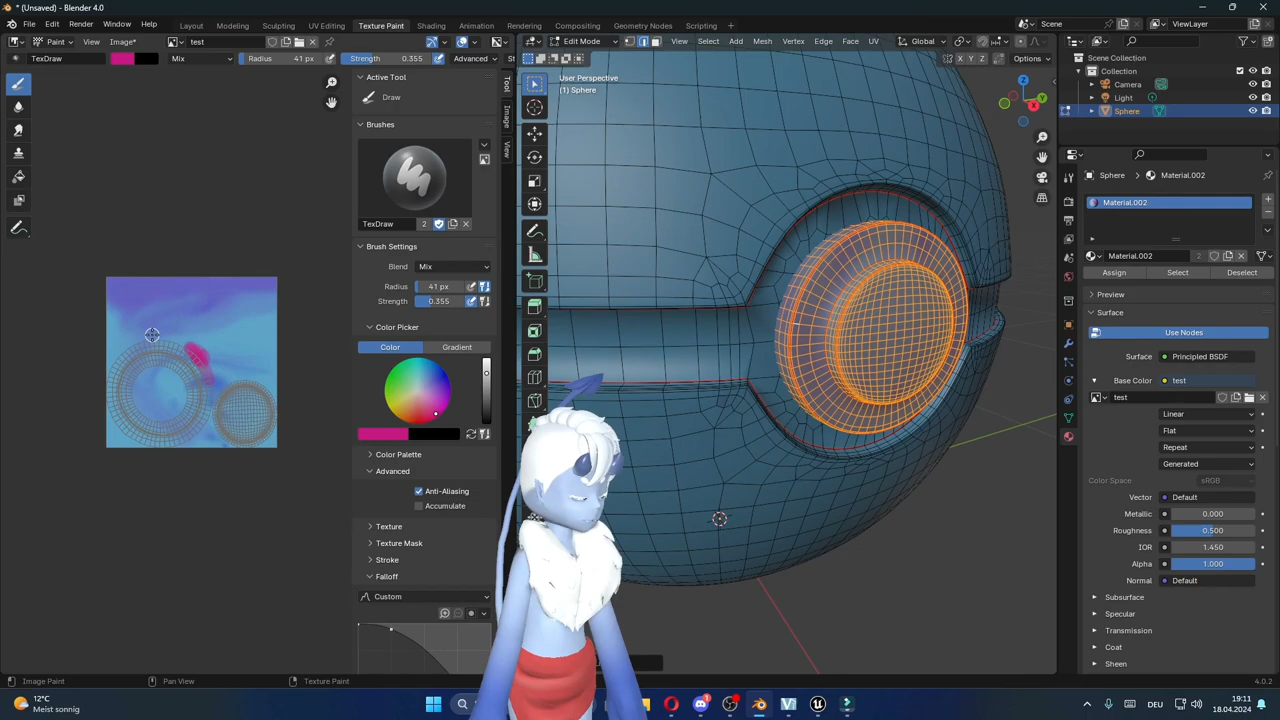 * (Unsaved) - Blender 4.0
File Edit Render Window Help Layout Modeling Sculpting UV Editing Texture Paint Shading Animation Rendering Compositing Geometry Nodes Scripting + Scene ViewLayer
Paint View Image* test
Edit Mode View Select Add Mesh Vertex Edge Face UV Global
TexDraw Mix Radius 41 px Strength 0.355 Advanced St
X Y Z Options
User Perspective
(1) Sphere
Tool
Image
View
Active Tool
Draw
Brushes
TexDraw 2
Brush Settings
Blend Mix
Radius 41 px
Strength 0.355
Color Picker
Color Gradient
Color Palette
Advanced
Anti-Aliasing
Accumulate
Texture
Texture Mask
Stroke
Falloff
Custom
Z
Y
X
Scene Collection
Collection
Camera
Light
Sphere
Sphere Material.002
Material.002
Material.002 2
Assign Select Deselect
Preview
Surface
Use Nodes
Surface Principled BSDF
Base Color test
test
Linear
Flat
Repeat
Generated
Color Space sRGB
Vector Default
Metallic 0.000
Roughness 0.500
IOR 1.450
Alpha 1.000
Normal Default
Subsurface
Specular
Transmission
Coat
Sheen
Image Paint Pan View Texture Paint 4.0.2
12°C
Meist sonnig
1
DEU
19:11
18.04.2024